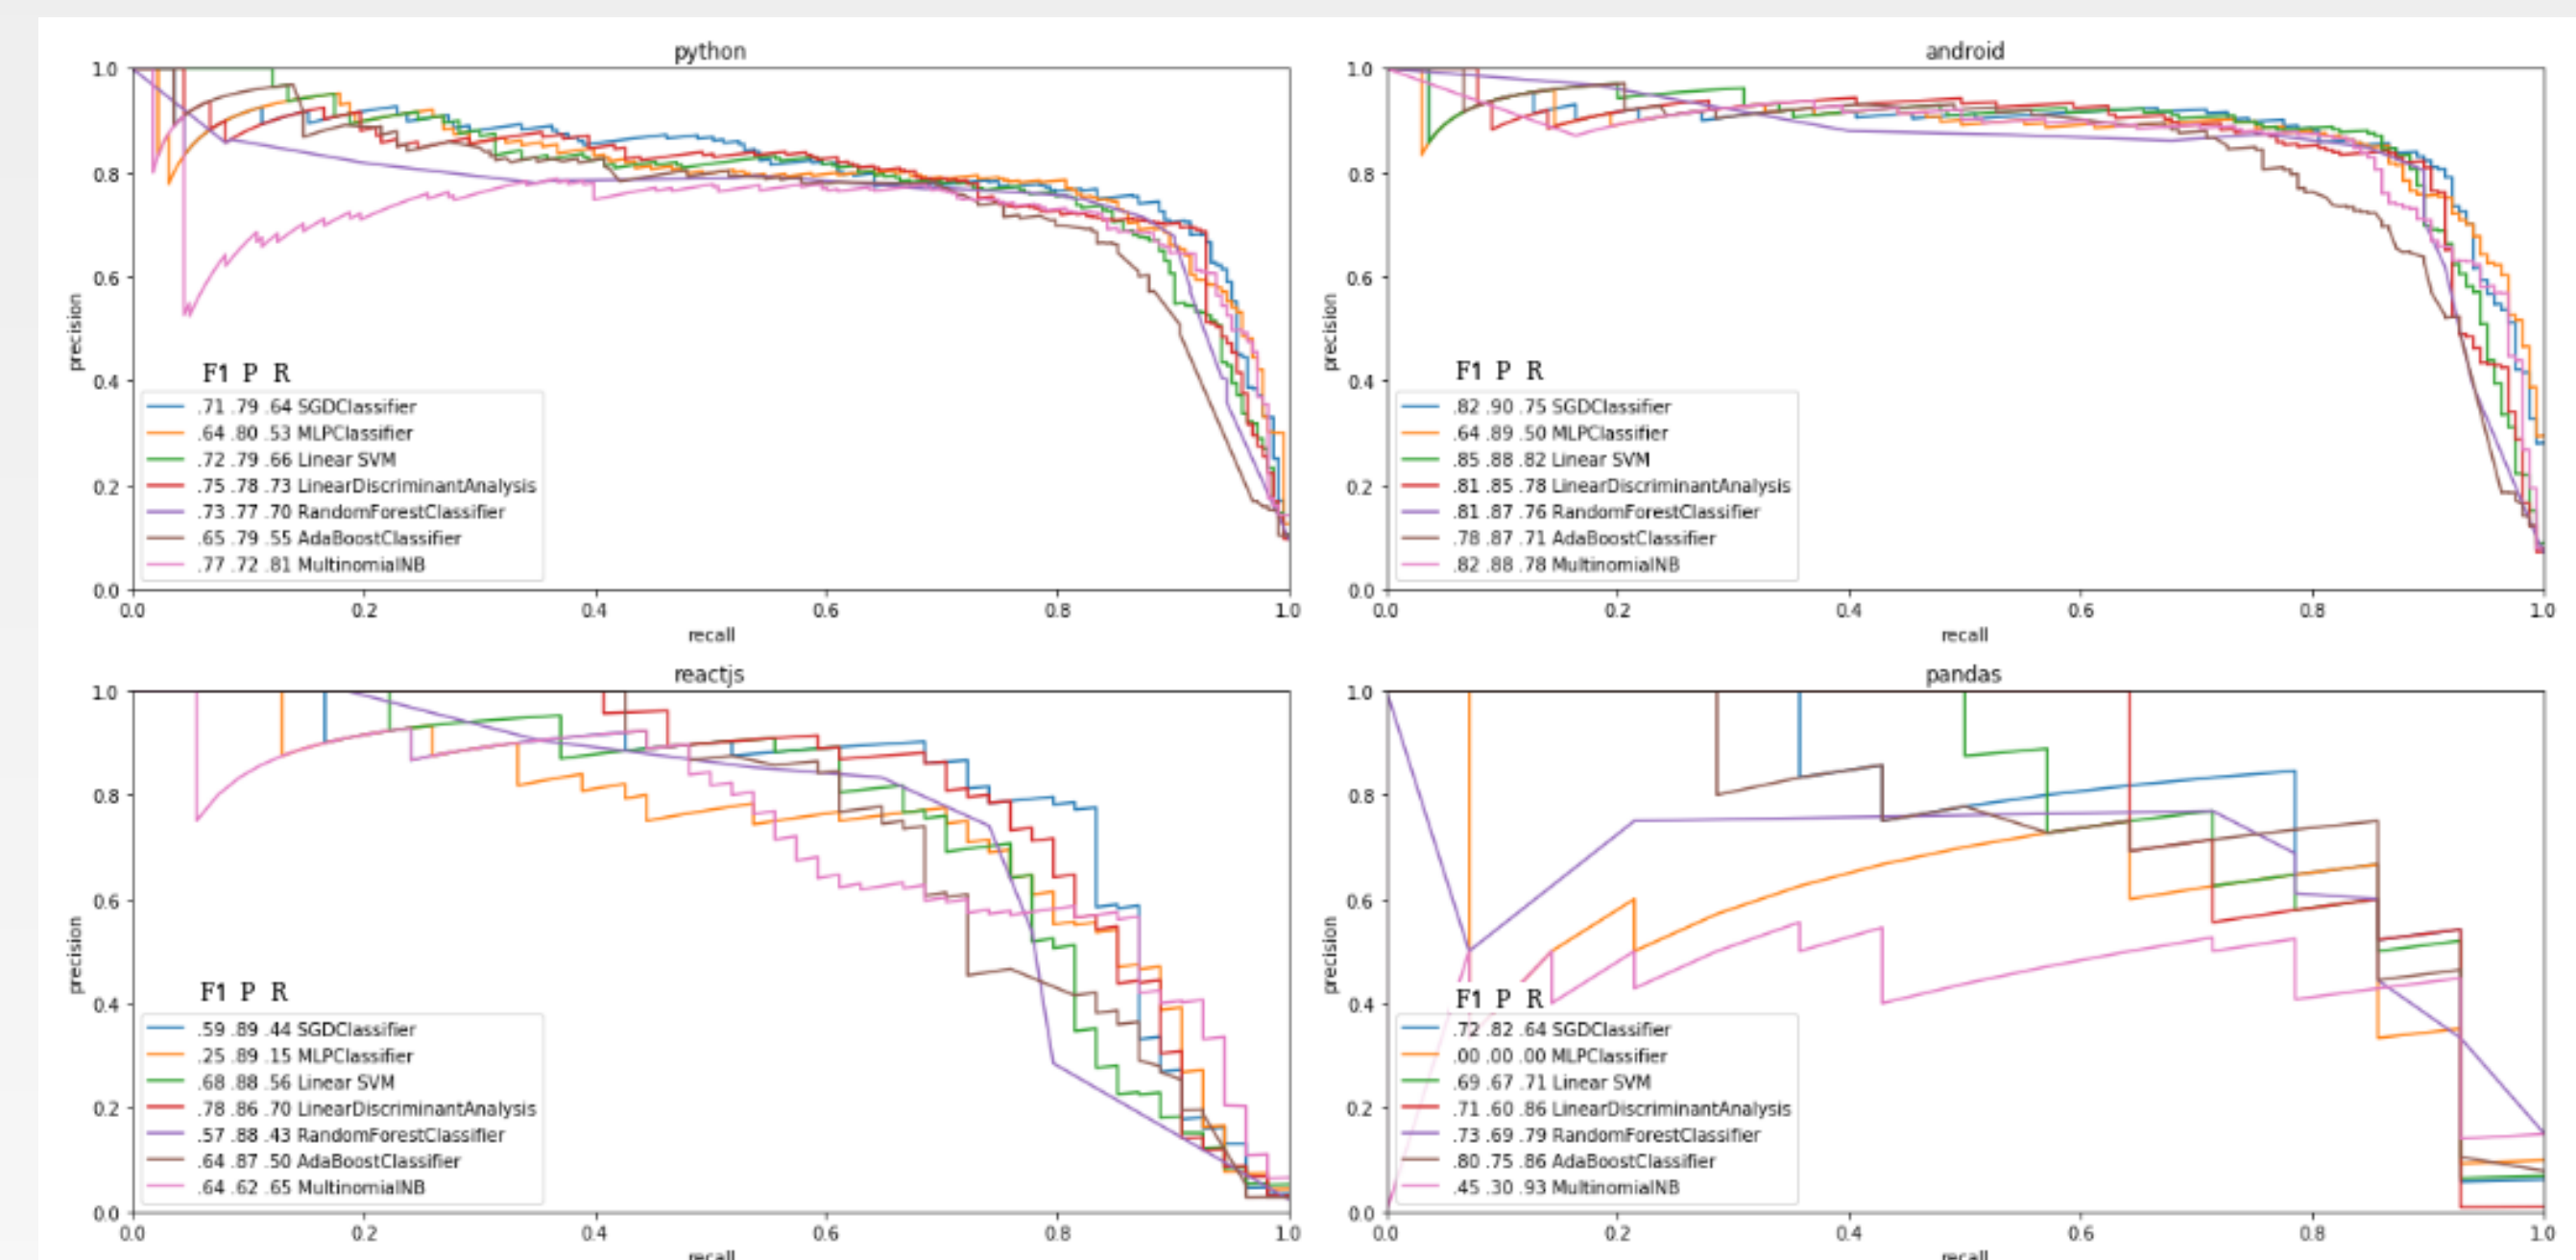 python
1.0
0.8
0.6
0.4
0.2
0.0
precision
F1 P R
.71 .79 .64 SGDClassifier
.64 .80 .53 MLPClassifier
.72 .79 .66 Linear SVM
.75 .78 .73 LinearDiscriminantAnalysis
.73 .77 .70 RandomForestClassifier
.65 .79 .55 AdaBoostClassifier
.77 .72 .81 MultinomialNB
0.0 0.2 0.4 0.6 0.8 1.0
recall
android
1.0
0.8
0.6
0.4
0.2
0.0
precision
F1 P R
.82 .90 .75 SGDClassifier
.64 .89 .50 MLPClassifier
.85 .88 .82 Linear SVM
.81 .85 .78 LinearDiscriminantAnalysis
.81 .87 .76 RandomForestClassifier
.78 .87 .71 AdaBoostClassifier
.82 .88 .78 MultinomialNB
0.0 0.2 0.4 0.6 0.8 1.0
recall
reactjs
1.0
0.8
0.6
0.4
0.2
0.0
precision
F1 P R
.59 .89 .44 SGDClassifier
.25 .89 .15 MLPClassifier
.68 .88 .56 Linear SVM
.78 .86 .70 LinearDiscriminantAnalysis
.57 .88 .43 RandomForestClassifier
.64 .87 .50 AdaBoostClassifier
.64 .62 .65 MultinomialNB
0.0 0.2 0.4 0.6 0.8 1.0
recall
pandas
1.0
0.8
0.6
0.4
0.2
0.0
precision
F1 P R
.72 .82 .64 SGDClassifier
.00 .00 .00 MLPClassifier
.69 .67 .71 Linear SVM
.71 .60 .86 LinearDiscriminantAnalysis
.73 .69 .79 RandomForestClassifier
.80 .75 .86 AdaBoostClassifier
.45 .30 .93 MultinomialNB
0.0 0.2 0.4 0.6 0.8 1.0
recall